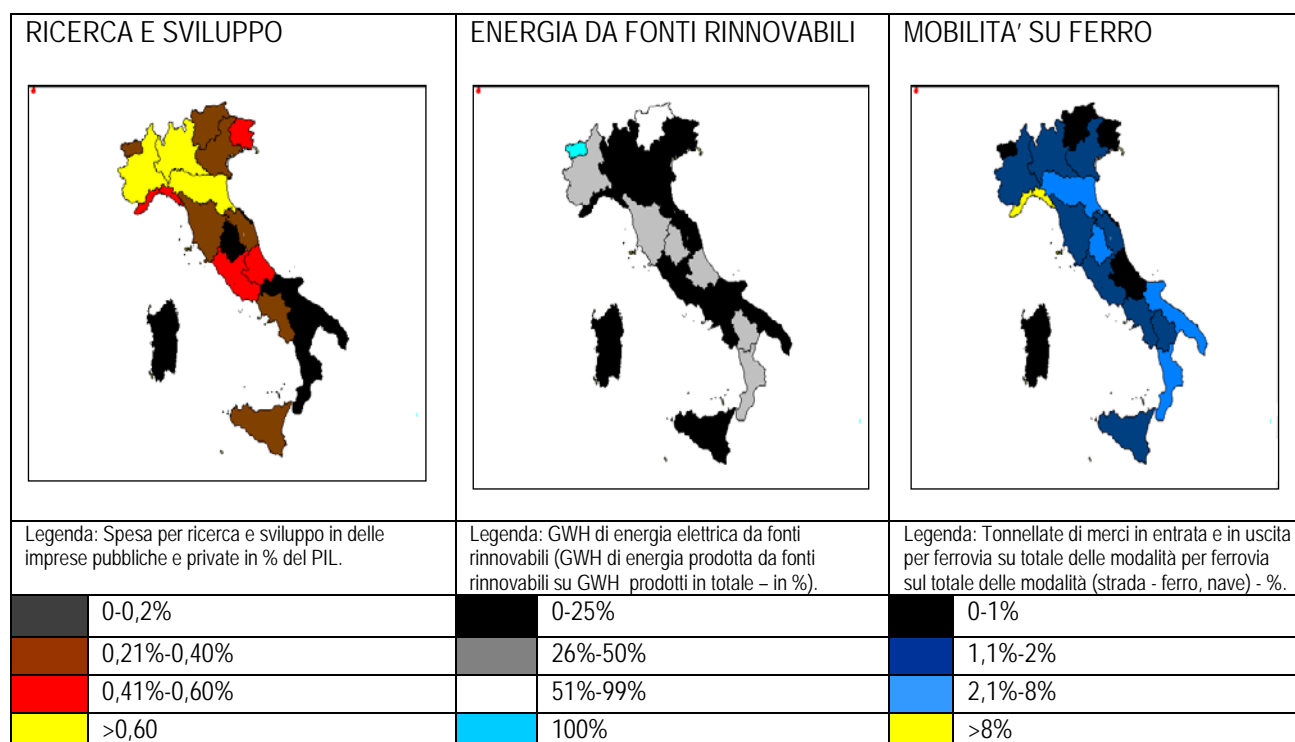 RICERCA E SVILUPPO
ENERGIA DA FONTI RINNOVABILI
MOBILITA' SU FERRO
Legenda: Spesa per ricerca e sviluppo in delle
imprese pubbliche e private in % del PIL.
Legenda: GWH di energia elettrica da fonti
rinnovabili (GWH di energia prodotta da fonti
rinnovabili su GWH prodotti in totale – in %).
Legenda: Tonnellate di merci in entrata e in uscita
per ferrovia su totale delle modalità per ferrovia
sul totale delle modalità (strada - ferro, nave) - %.
0-0,2%
0-25%
0-1%
0,21%-0,40%
26%-50%
1,1%-2%
0,41%-0,60%
51%-99%
2,1%-8%
>0,60
100%
>8%